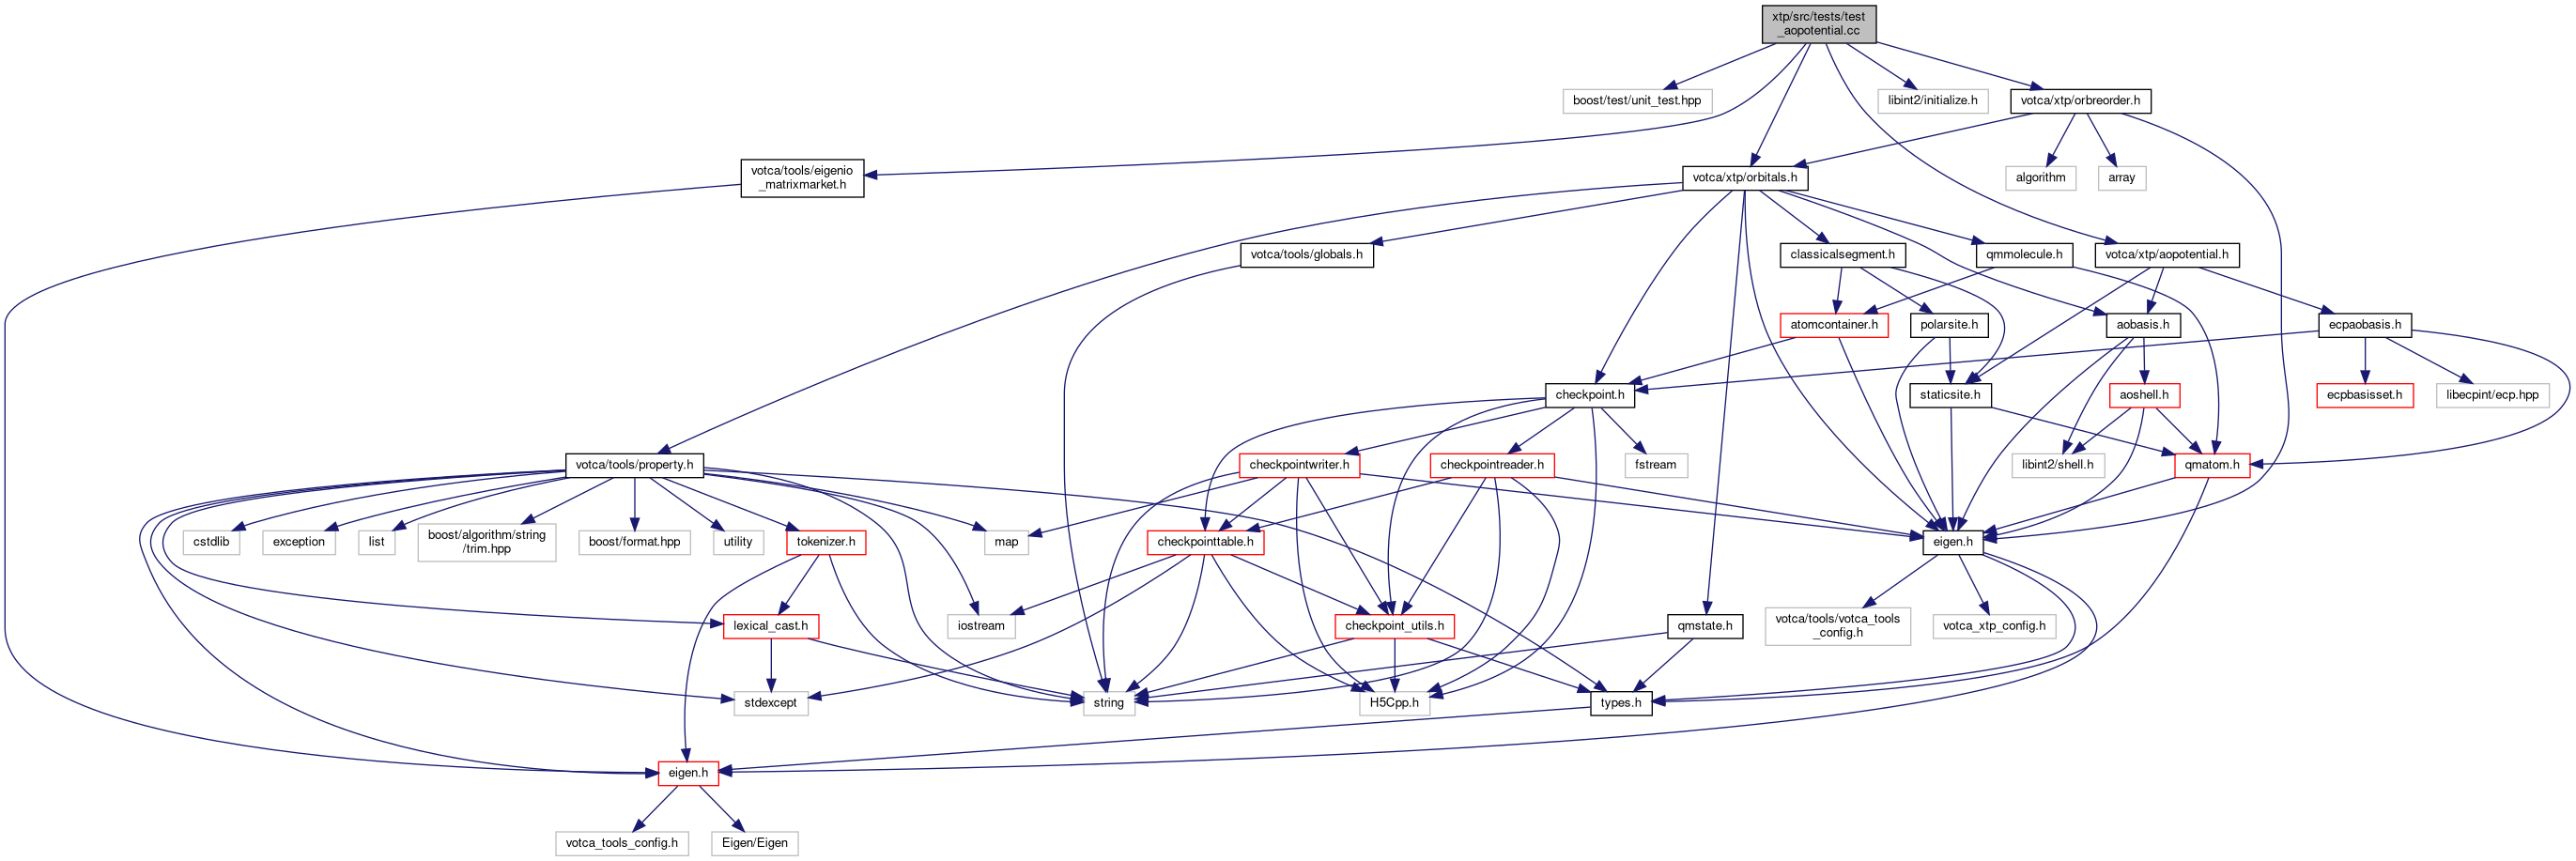 xtp/src/tests/test
_aopotential.cc
boost/test/unit_test.hpp
libint2/initialize.h
votca/xtp/orbreorder.h
votca/tools/eigenio
_matrixmarket.h
votca/xtp/orbitals.h
algorithm
array
votca/tools/globals.h
classicalsegment.h
qmmolecule.h
votca/xtp/aopotential.h
atomcontainer.h
polarsite.h
aobasis.h
ecpaobasis.h
checkpoint.h
staticsite.h
aoshell.h
ecpbasisset.h
libecpint/ecp.hpp
votca/tools/property.h
checkpointwriter.h
checkpointreader.h
fstream
libint2/shell.h
qmatom.h
cstdlib
exception
list
boost/algorithm/string
/trim.hpp
boost/format.hpp
utility
tokenizer.h
map
checkpointtable.h
eigen.h
lexical_cast.h
iostream
checkpoint_utils.h
qmstate.h
votca/tools/votca_tools
_config.h
votca_xtp_config.h
stdexcept
string
H5Cpp.h
types.h
eigen.h
votca_tools_config.h
Eigen/Eigen